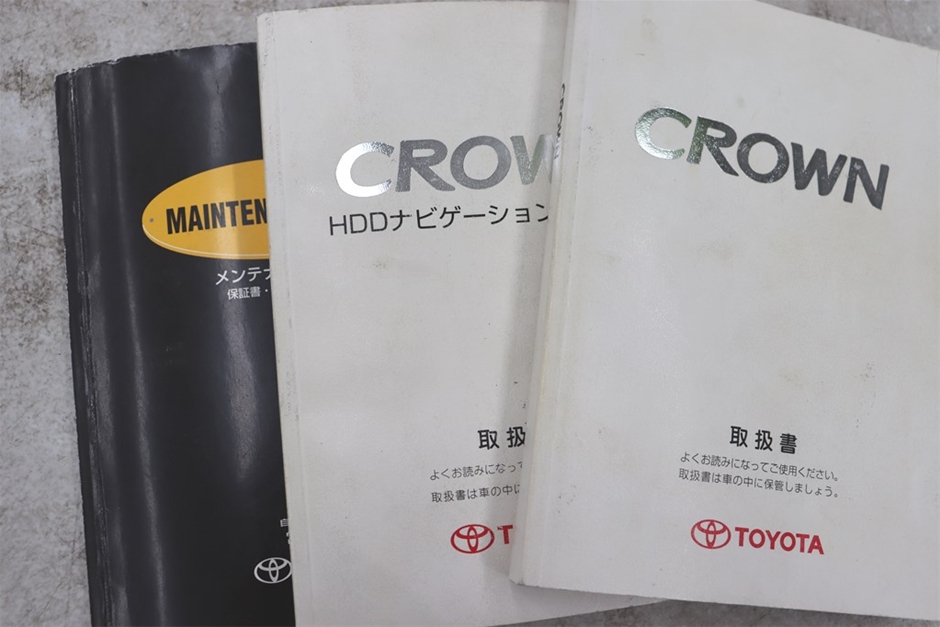 MAINTEN
メンテナ
保証書・
CROW
HDDナビゲーション
取扱
よくお読みになって
取扱書は車の中に
T
CROWN
CROWN
取扱書
よくお読みになってご使用ください。
取扱書は車の中に保管しましょう。
TOYOTA